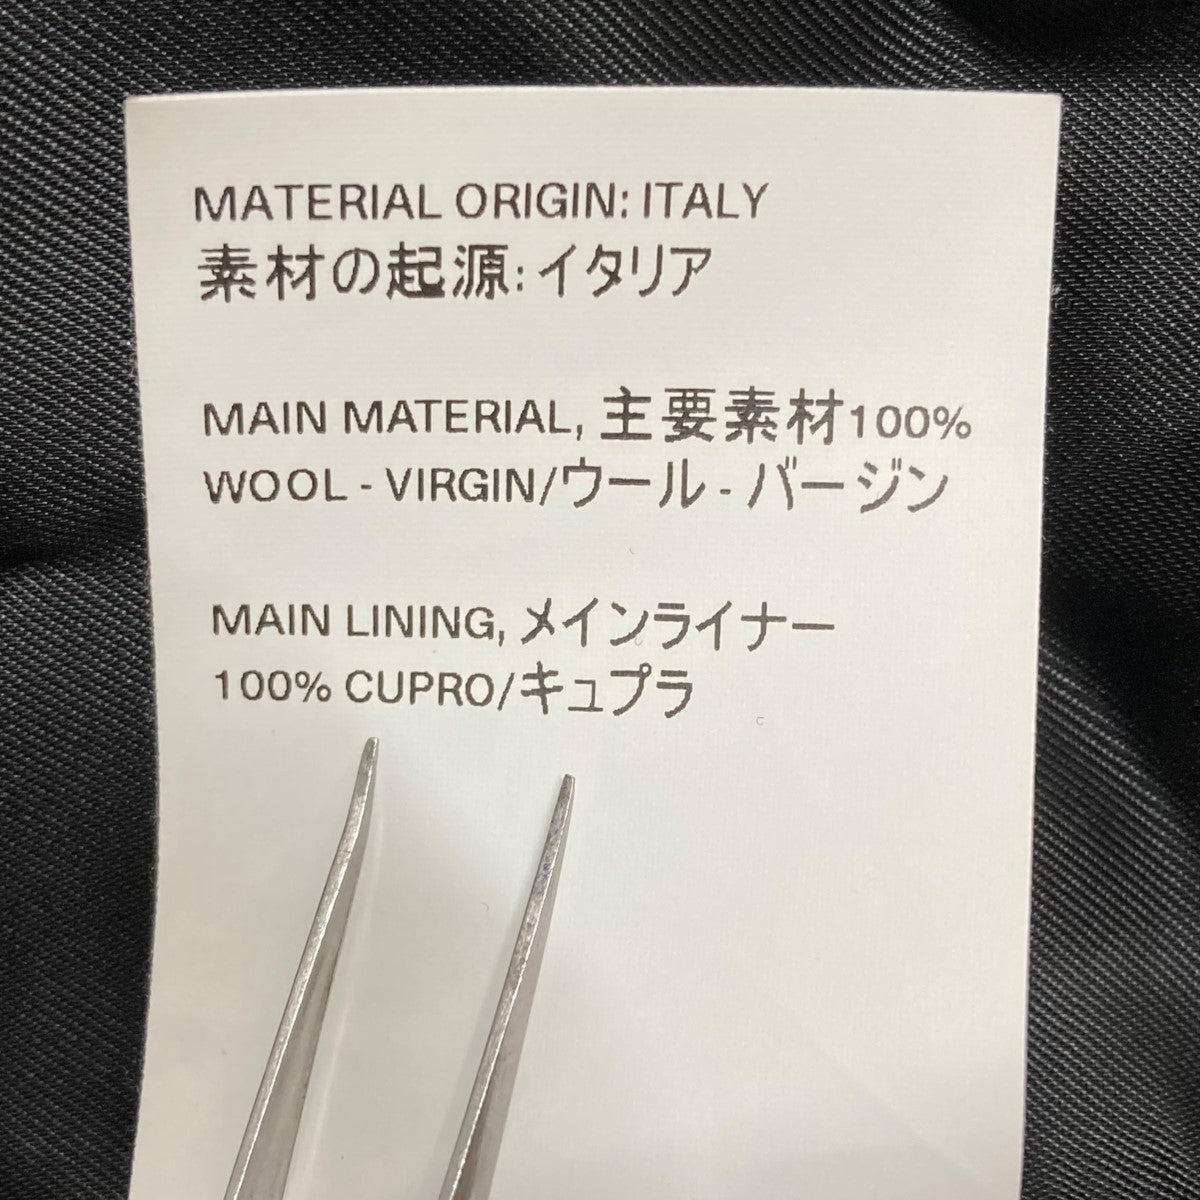 MATERIAL ORIGIN: ITALY
素材の起源:イタリア
MAIN MATERIAL, 主要素材100%
WOOL - VIRGIN/ウール - バージン
MAIN LINING, メインライナー
100% CUPRO/キュプラ